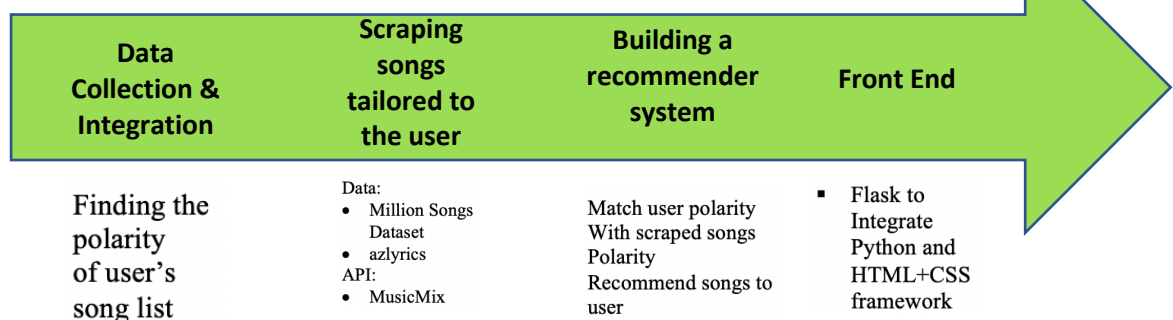 Data
Collection &
Integration
Scraping
songs
tailored to
the user
Building a
recommender
system
Front End
Finding the
polarity
of user's
song list
Data:
• Million Songs
Dataset
• azlyrics
API:
• MusicMix
Match user polarity
With scraped songs
Polarity
Recommend songs to
user
▪ Flask to
Integrate
Python and
HTML+CSS
framework